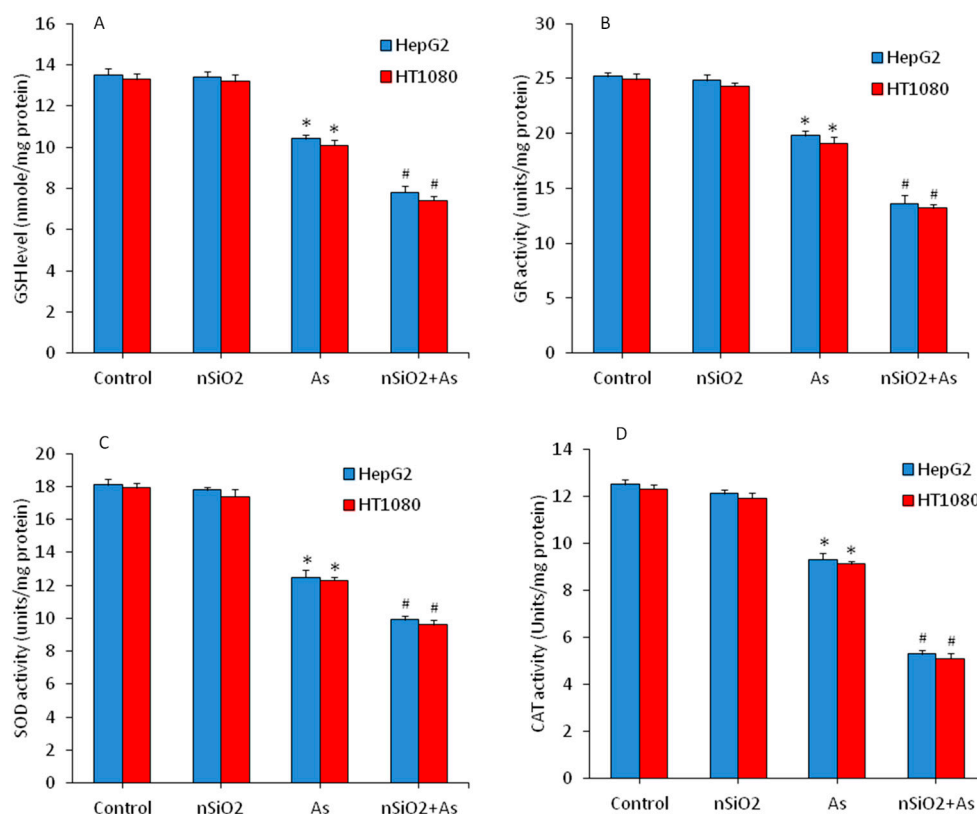 A
GSH level (nmole/mg protein)
16
14
12
10
8
6
4
2
0
HepG2
HT1080
* *
# #
Control nSiO2 As nSiO2+As
B
GR activity (units/mg protein)
30
25
20
15
10
5
0
HepG2
HT1080
* *
# #
Control nSiO2 As nSiO2+As
C
SOD activity (units/mg protein)
20
18
16
14
12
10
8
6
4
2
0
HepG2
HT1080
* *
# #
Control nSiO2 As nSiO2+As
D
CAT activity (Units/mg protein)
14
12
10
8
6
4
2
0
HepG2
HT1080
* *
# #
Control nSiO2 As nSiO2+As